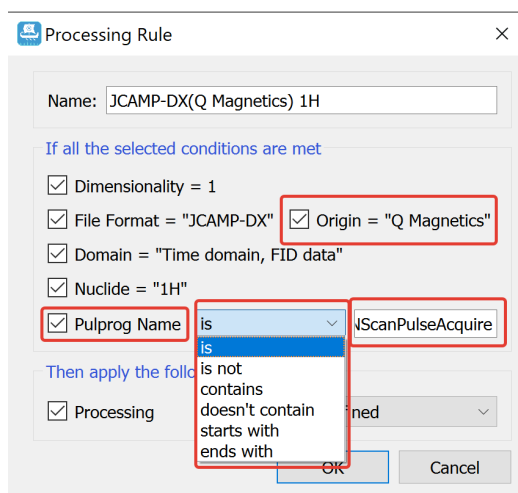 Processing Rule
Name: JCAMP-DX(Q Magnetics) 1H
If all the selected conditions are met
Dimensionality = 1
File Format = "JCAMP-DX" Origin = "Q Magnetics"
Domain = "Time domain, FID data"
Nuclide = "1H"
Pulprog Name is ScanPulseAcquire
is
is not
Then apply the follo
contains
Processing doesn't contain ned
starts with
ends with
OK Cancel